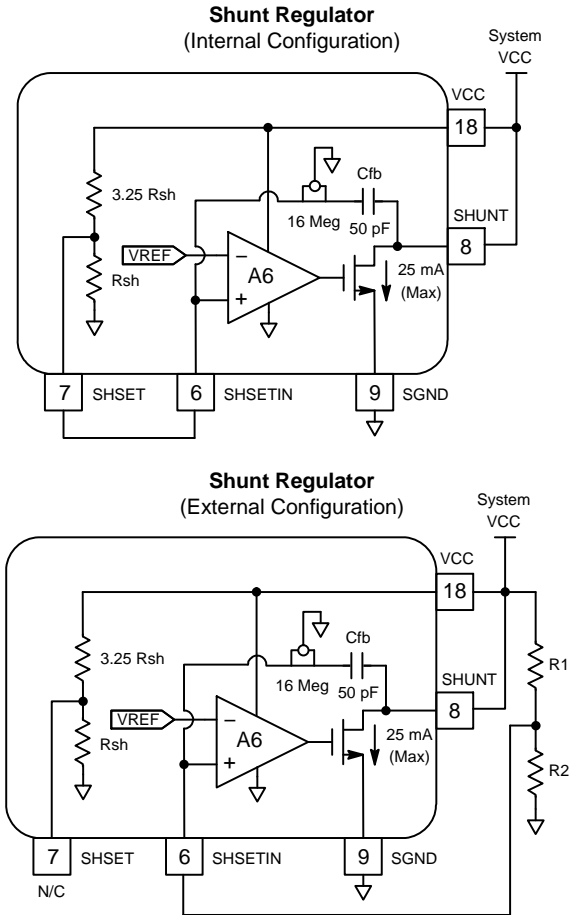 Shunt Regulator
(Internal Configuration)
System
VCC
VCC
18
3.25 Rsh
Cfb
16 Meg
50 pF
SHUNT
8
VREF
−
A6
+
25 mA
(Max)
Rsh
7
SHSET
6
SHSETIN
9
SGND
Shunt Regulator
(External Configuration)
System
VCC
VCC
18
3.25 Rsh
Cfb
16 Meg
50 pF
SHUNT
8
R1
VREF
−
A6
+
25 mA
(Max)
Rsh
R2
7
SHSET
6
SHSETIN
9
SGND
N/C